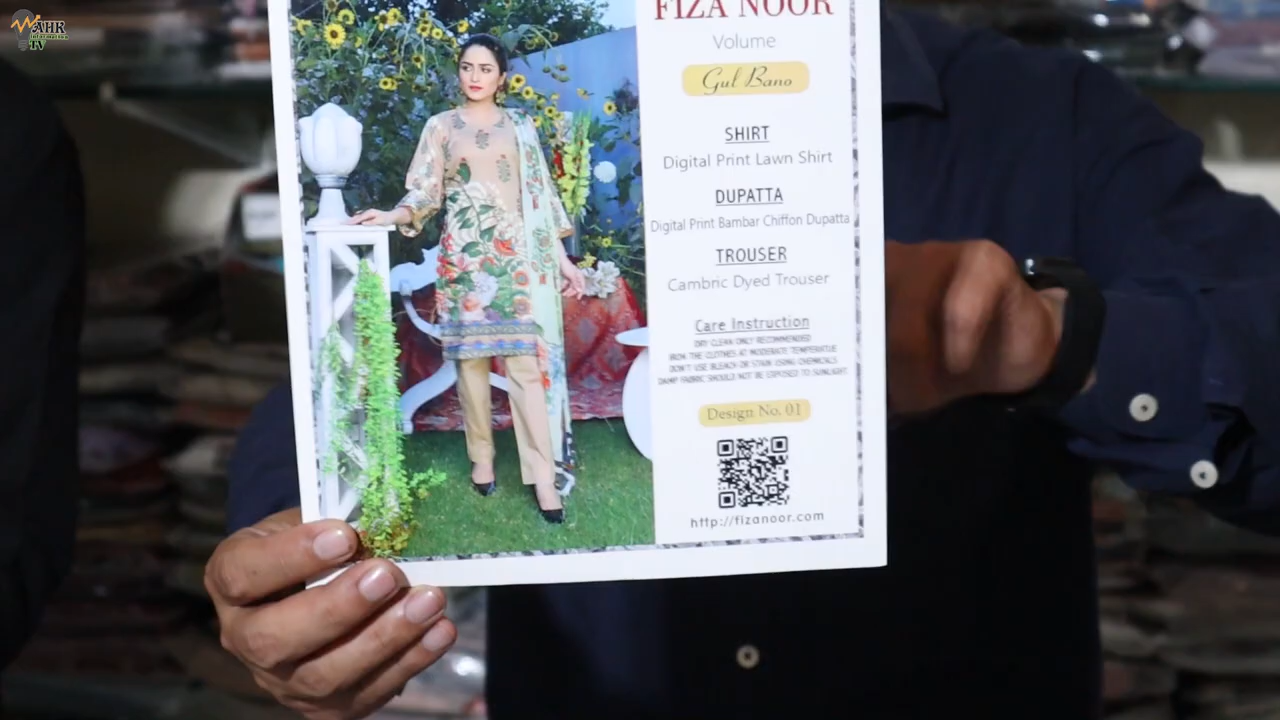 AHR
TV
FIZA NOOR
Volume
Gul Bano
SHIRT
Digital Print Lawn Shirt
DUPATTA
Digital Print Bambar Chiffon Dupatta
TROUSER
Cambric Dyed Trouser
Care Instruction
DRY CLEAN ONLY RECOMMENDED
IRON THE CLOTHES AT MODERATE TEMPERATUE
DON'T USE BLEACH OR STAIN USING CHEMICALS
DAMP FABRIC SHOULD NOT BE EXPOSED TO SUNLIGHT
Design No. 01
http://fizanoor.com